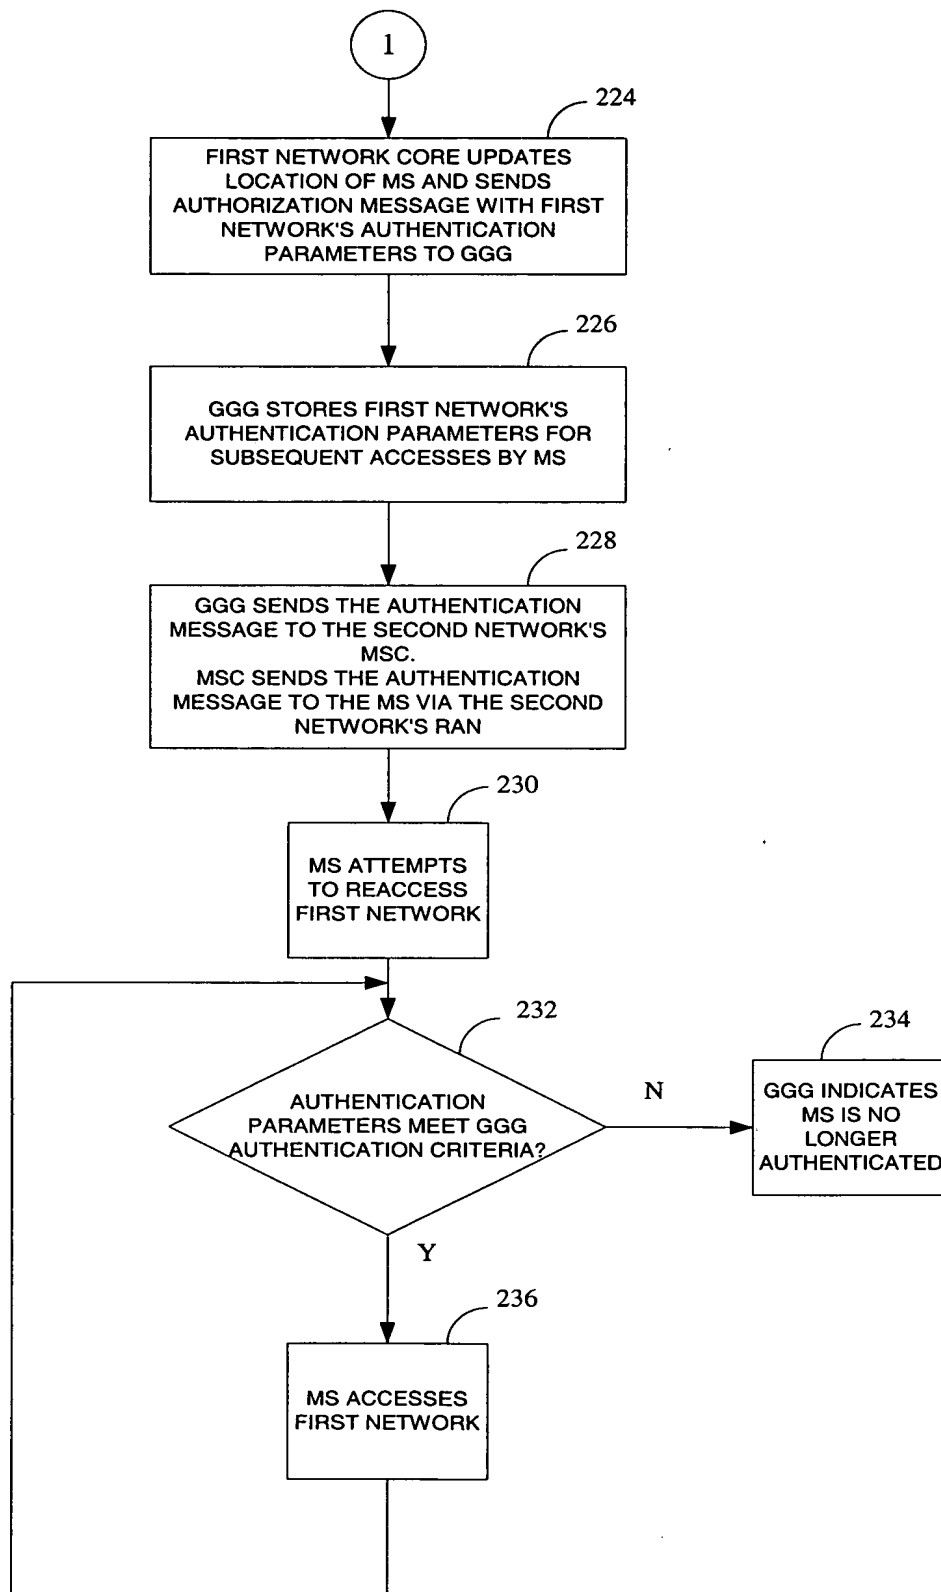 1
224
FIRST NETWORK CORE UPDATES
LOCATION OF MS AND SENDS
AUTHORIZATION MESSAGE WITH FIRST
NETWORK'S AUTHENTICATION
PARAMETERS TO GGG
226
GGG STORES FIRST NETWORK'S
AUTHENTICATION PARAMETERS FOR
SUBSEQUENT ACCESSES BY MS
228
GGG SENDS THE AUTHENTICATION
MESSAGE TO THE SECOND NETWORK'S
MSC.
MSC SENDS THE AUTHENTICATION
MESSAGE TO THE MS VIA THE SECOND
NETWORK'S RAN
230
MS ATTEMPTS
TO REACCESS
FIRST NETWORK
232
AUTHENTICATION
PARAMETERS MEET GGG
AUTHENTICATION CRITERIA?
N
234
GGG INDICATES
MS IS NO
LONGER
AUTHENTICATED
Y
236
MS ACCESSES
FIRST NETWORK